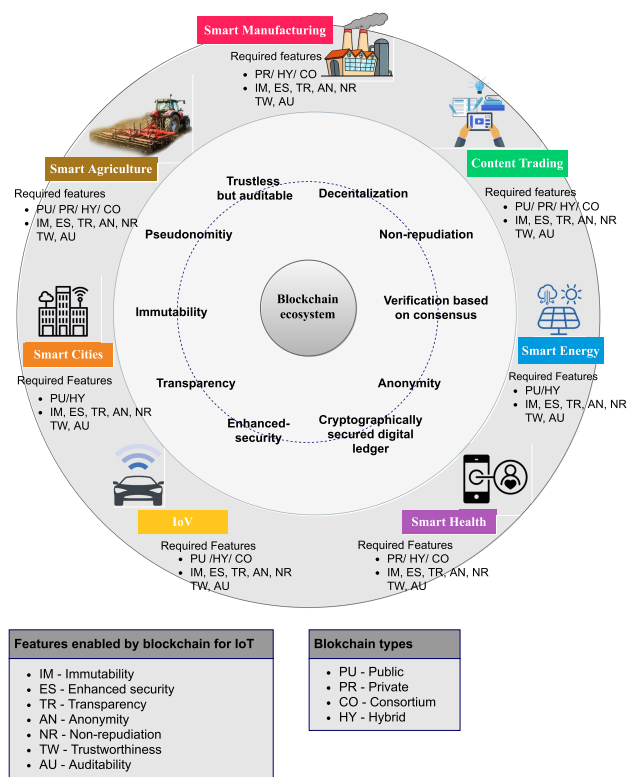 Smart Manufacturing
Required features
• PR/ HY/ CO
• IM, ES, TR, AN, NR
TW, AU
Content Trading
Required features
• PU/ PR/ HY/ CO
• IM, ES, TR, AN, NR
TW, AU
Smart Agriculture
Required features
• PU/ PR/ HY/ CO
• IM, ES, TR, AN, NR
TW, AU
Trustless
but auditable
Decentalization
Pseudonomitiy
Non-repudiation
Immutability
Blockchain
ecosystem
Verification based
on consensus
Transparency
Anonymity
Enhanced-
security
Cryptographically
secured digital
ledger
Smart Cities
Required Features
• PU/HY
• IM, ES, TR, AN, NR
TW, AU
Smart Energy
Required Features
• PU/HY
• IM, ES, TR, AN, NR
TW, AU
IoV
Required Features
• PU /HY/ CO
• IM, ES, TR, AN, NR
TW, AU
Smart Health
Required Features
• PR/ HY/ CO
• IM, ES, TR, AN, NR
TW, AU
Features enabled by blockchain for IoT
• IM - Immutability
• ES - Enhanced security
• TR - Transparency
• AN - Anonymity
• NR - Non-repudiation
• TW - Trustworthiness
• AU - Auditability
Blokchain types
• PU - Public
• PR - Private
• CO - Consortium
• HY - Hybrid